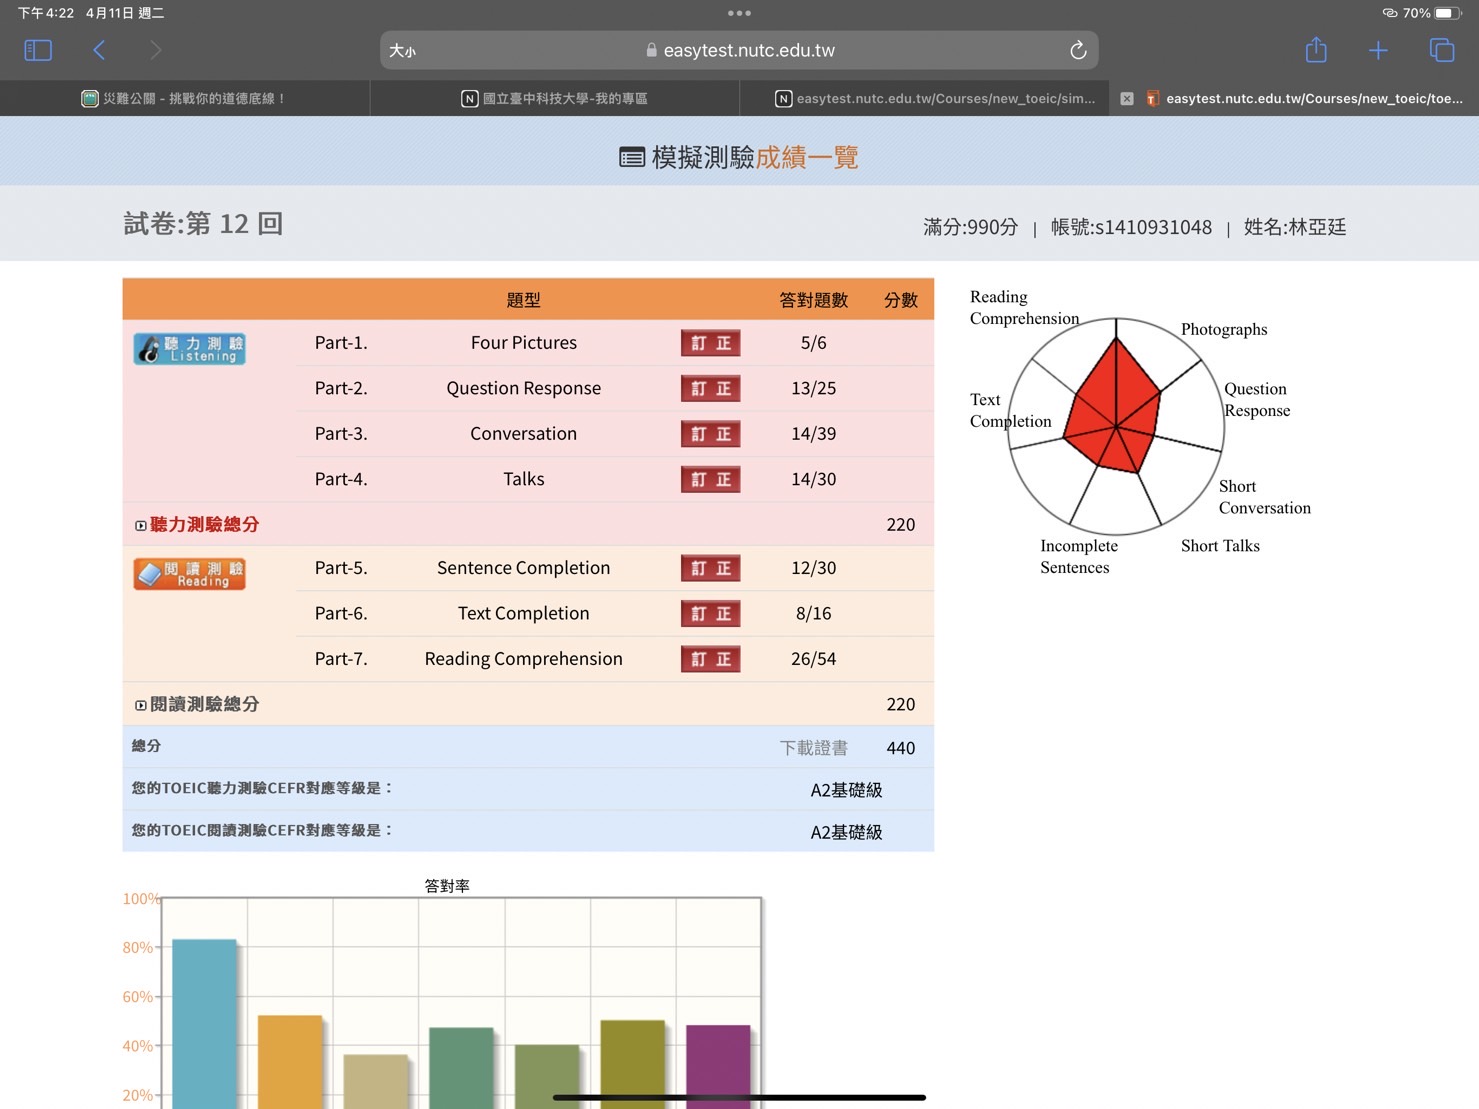 下午4:22 4月11日 週二
70%
大小
easytest.nutc.edu.tw
災難公關 - 挑戰你的道德底線！
N 國立臺中科技大學-我的專區
N easytest.nutc.edu.tw/Courses/new_toeic/sim...
T easytest.nutc.edu.tw/Courses/new_toeic/toe...
模擬測驗成績一覽
試卷:第 12 回
滿分:990分 | 帳號:s1410931048 | 姓名:林亞廷
題型 答對題數 分數
聽力測驗
Listening
Part-1. Four Pictures 訂正 5/6
Part-2. Question Response 訂正 13/25
Part-3. Conversation 訂正 14/39
Part-4. Talks 訂正 14/30
聽力測驗總分 220
閱讀測驗
Reading
Part-5. Sentence Completion 訂正 12/30
Part-6. Text Completion 訂正 8/16
Part-7. Reading Comprehension 訂正 26/54
閱讀測驗總分 220
總分 下載證書 440
您的TOEIC聽力測驗CEFR對應等級是： A2基礎級
您的TOEIC閱讀測驗CEFR對應等級是： A2基礎級
Reading
Comprehension
Photographs
Question
Response
Text
Completion
Short
Conversation
Incomplete
Sentences
Short Talks
答對率
100%
80%
60%
40%
20%